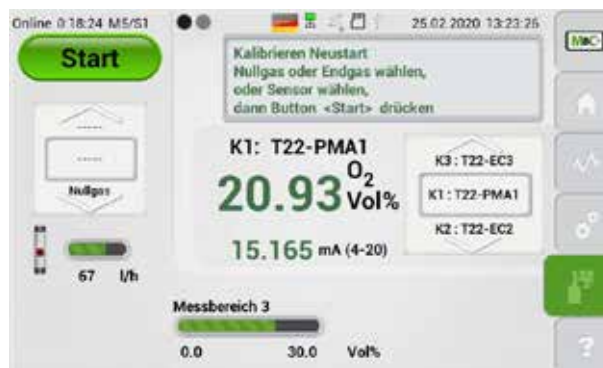 Online 0:18:24 M5/S1
25.02.2020 13:23:26
Start
Kalibrieren Neustart
Nullgas oder Endgas wählen,
oder Sensor wählen,
dann Button <Start> drücken
-----
-----
Nullgas
67 l/h
K1: T22-PMA1
20.93 O2 Vol%
15.165 mA (4-20)
K3: T22-EC3
K1: T22-PMA1
K2: T22-EC2
Messbereich 3
0.0 30.0 Vol%
?